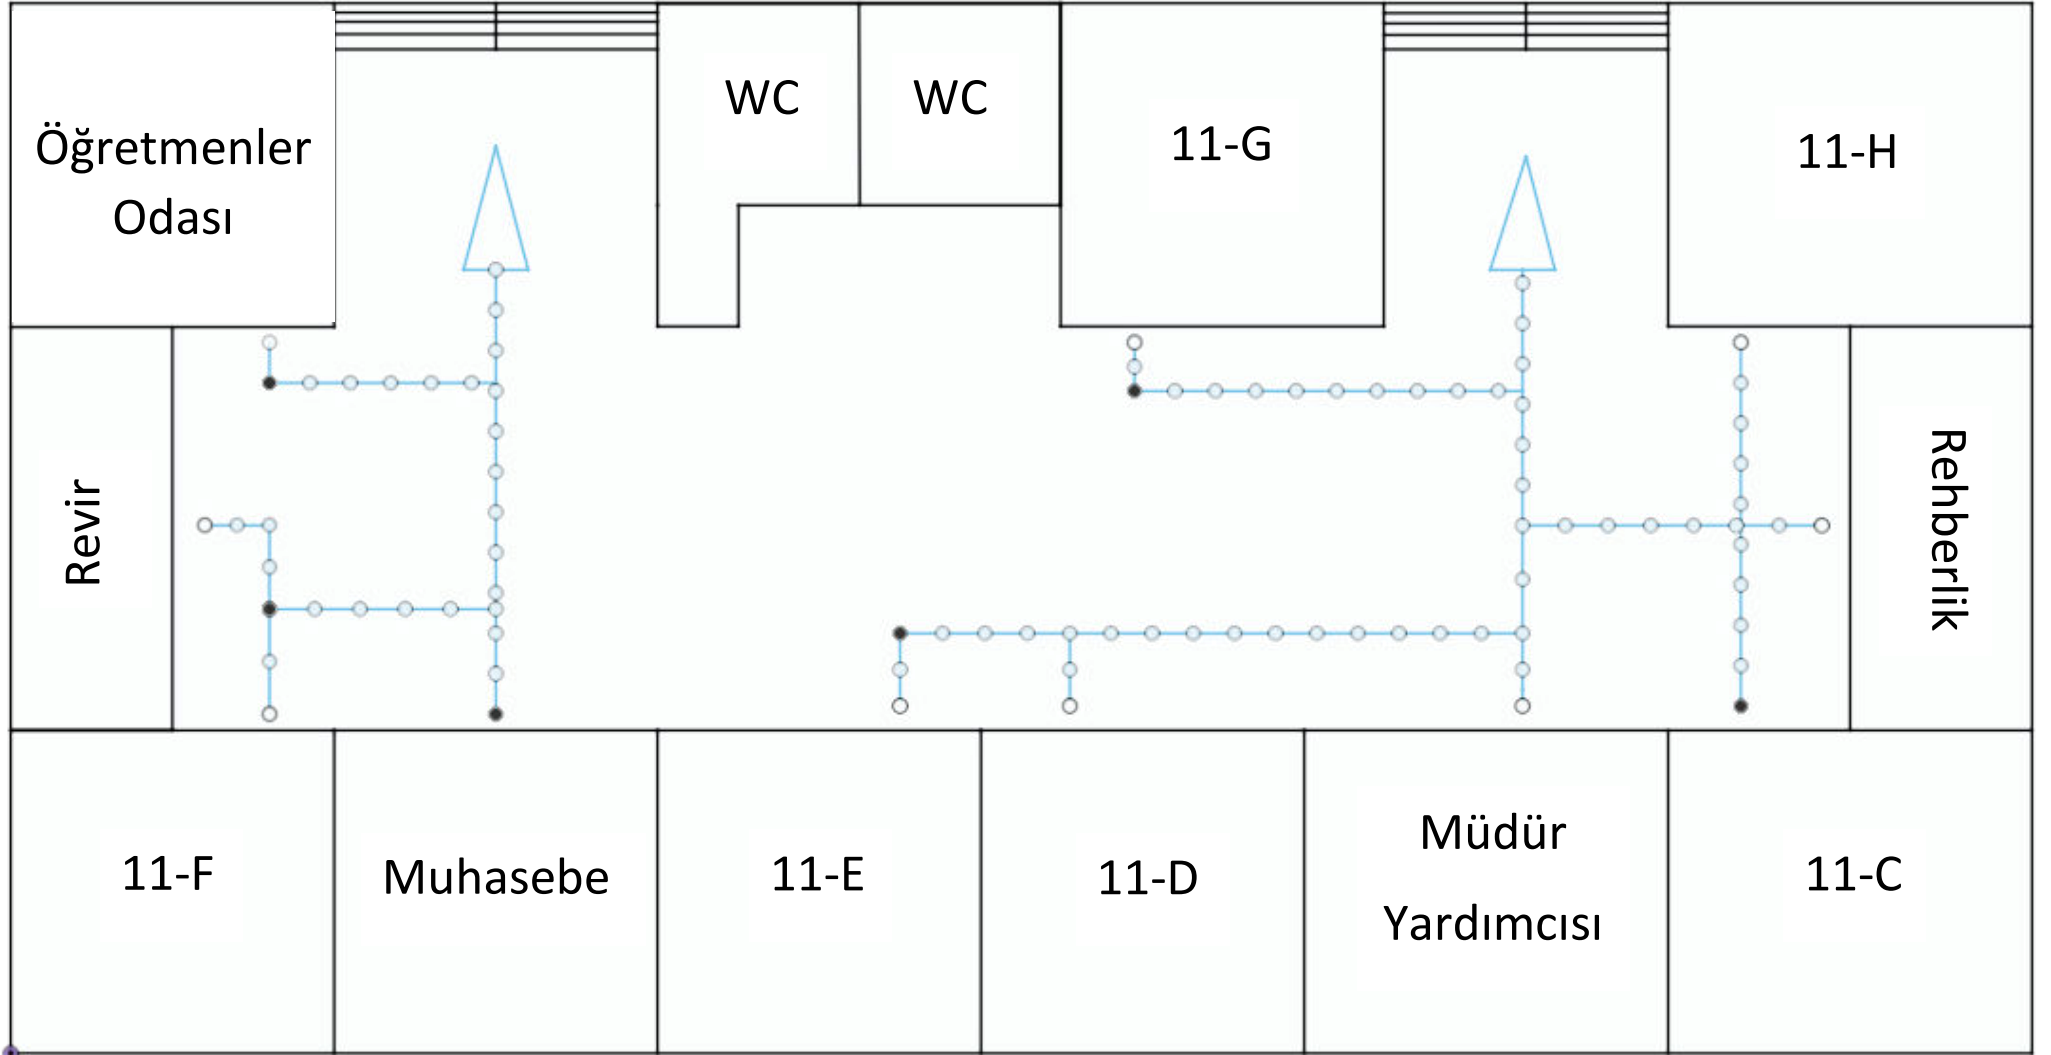 Öğretmenler
Odası
WC
WC
11-G
11-H
Revir
Rehberlik
11-F
Muhasebe
11-E
11-D
Müdür
Yardımcısı
11-C